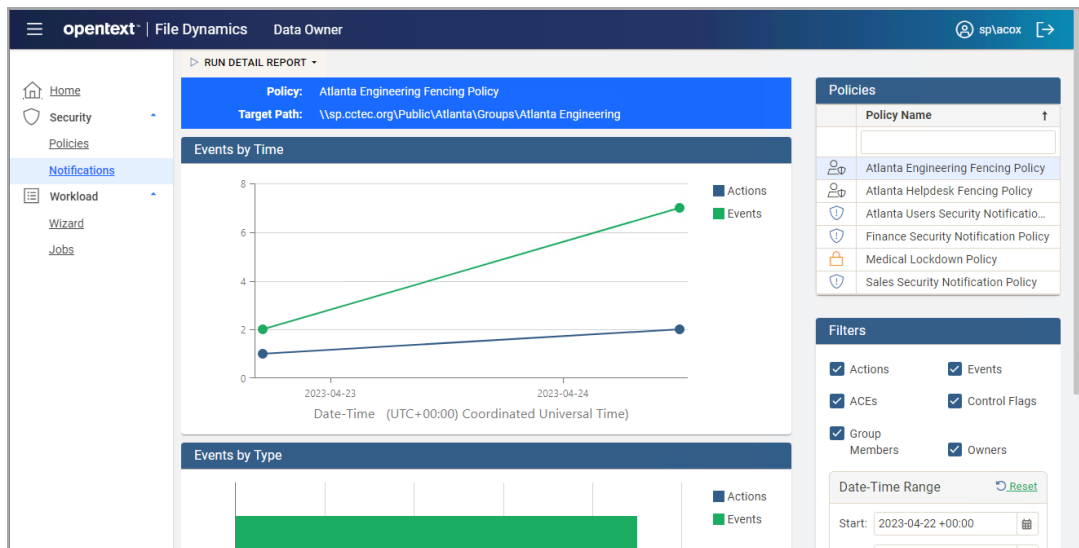 opentext™ | File Dynamics Data Owner sp\acox
RUN DETAIL REPORT
Home
Security
Policies
Notifications
Workload
Wizard
Jobs
Policy: Atlanta Engineering Fencing Policy
Target Path: \\sp.cctec.org\Public\Atlanta\Groups\Atlanta Engineering
Events by Time
8
6
4
2
0
2023-04-23 2023-04-24
Date-Time (UTC+00:00) Coordinated Universal Time)
Actions
Events
Events by Type
Actions
Events
Policies
Policy Name ↑
Atlanta Engineering Fencing Policy
Atlanta Helpdesk Fencing Policy
Atlanta Users Security Notificatio...
Finance Security Notification Policy
Medical Lockdown Policy
Sales Security Notification Policy
Filters
Actions Events
ACEs Control Flags
Group
Members Owners
Date-Time Range Reset
Start: 2023-04-22 +00:00